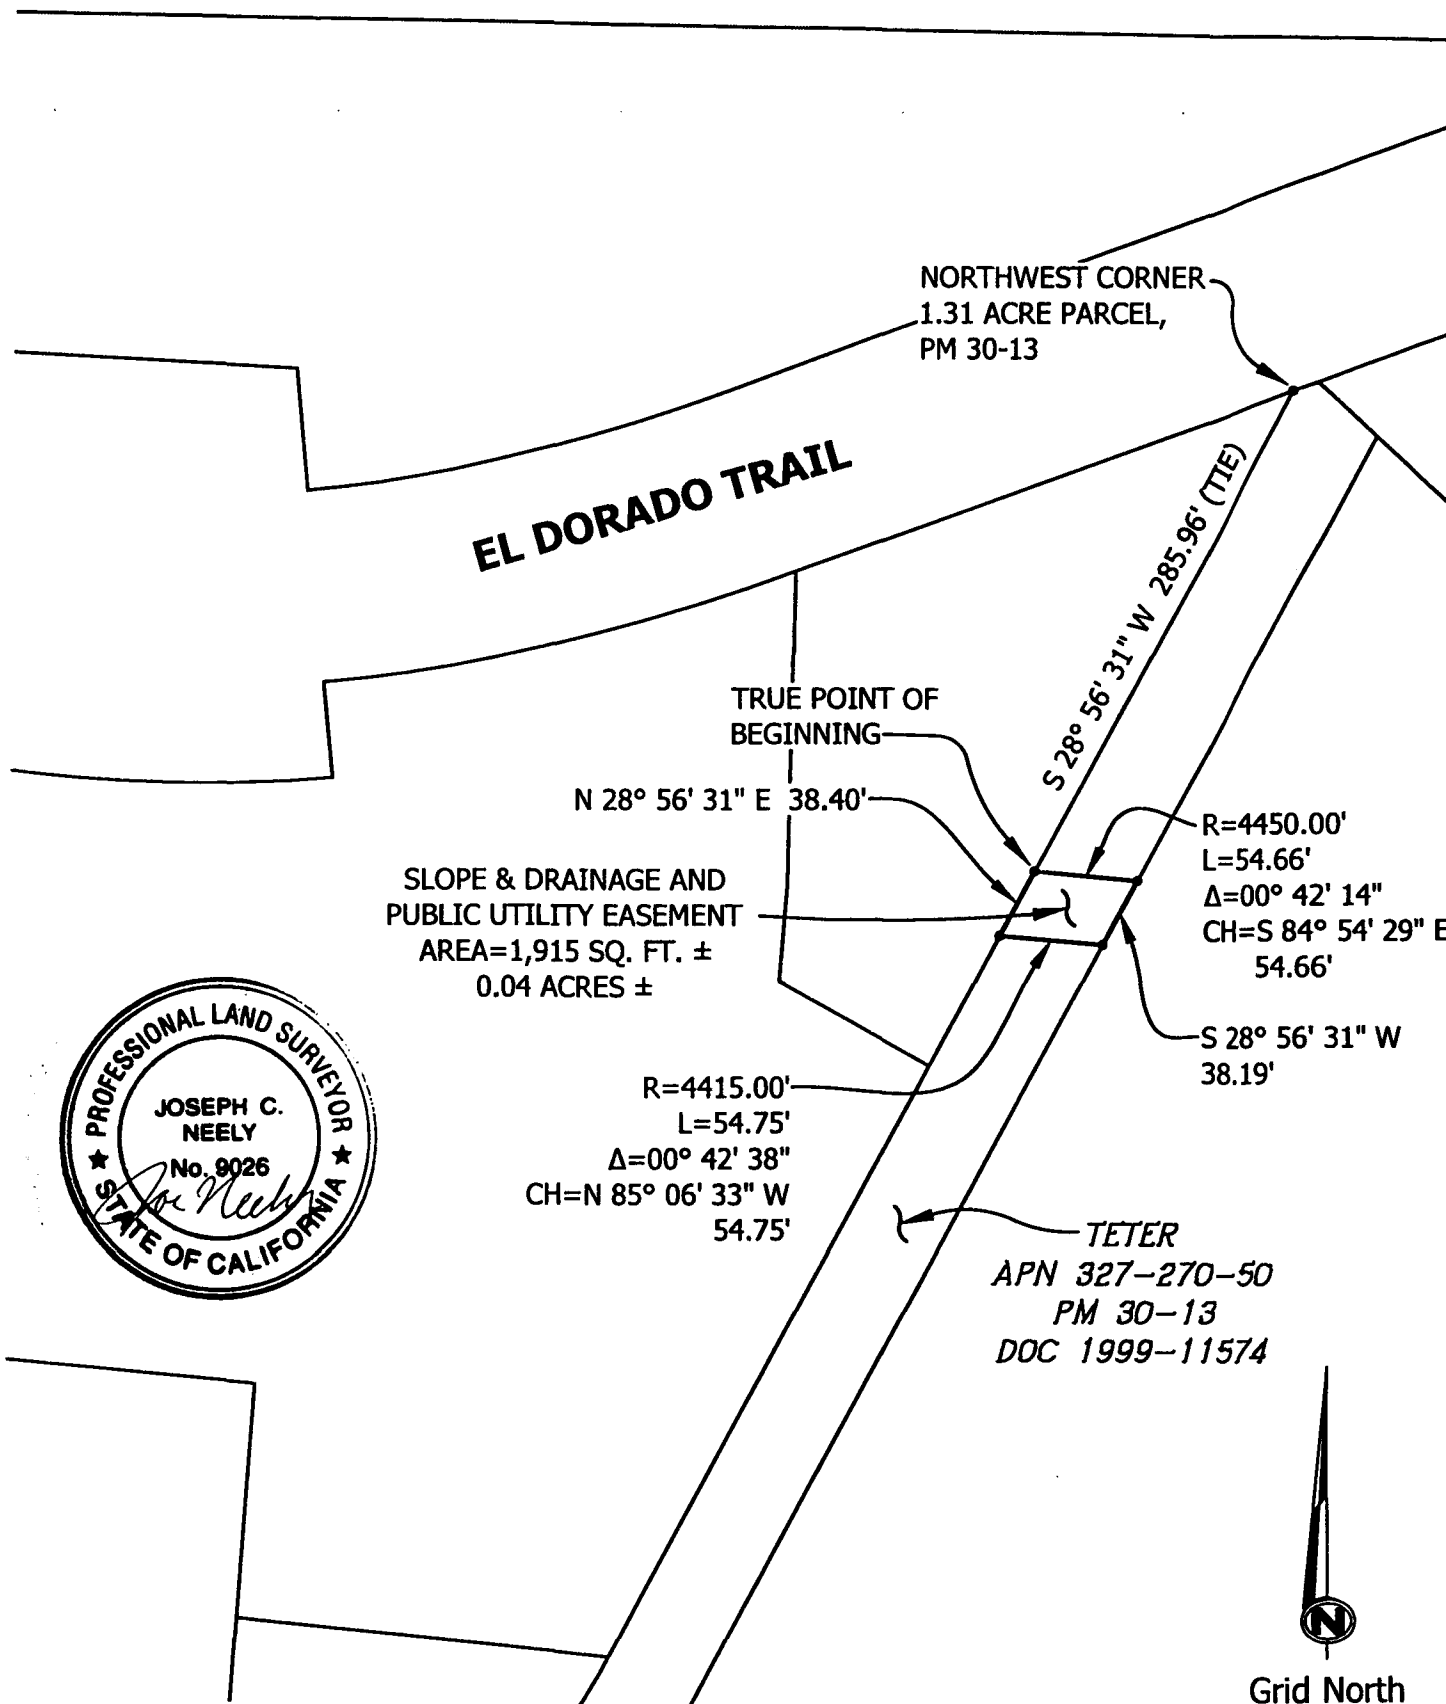 NORTHWEST CORNER
1.31 ACRE PARCEL,
PM 30-13
EL DORADO TRAIL
S 28° 56' 31" W 285.96' (TIE)
TRUE POINT OF
BEGINNING
N 28° 56' 31" E 38.40'
R=4450.00'
L=54.66'
Δ=00° 42' 14"
CH=S 84° 54' 29" E
54.66'
SLOPE & DRAINAGE AND
PUBLIC UTILITY EASEMENT
AREA=1,915 SQ. FT. ±
0.04 ACRES ±
S 28° 56' 31" W
38.19'
R=4415.00'
L=54.75'
Δ=00° 42' 38"
CH=N 85° 06' 33" W
54.75'
★ PROFESSIONAL LAND SURVEYOR ★
JOSEPH C.
NEELY
No. 9026
Joe Neely
STATE OF CALIFORNIA
TETER
APN 327-270-50
PM 30-13
DOC 1999-11574
N
Grid North